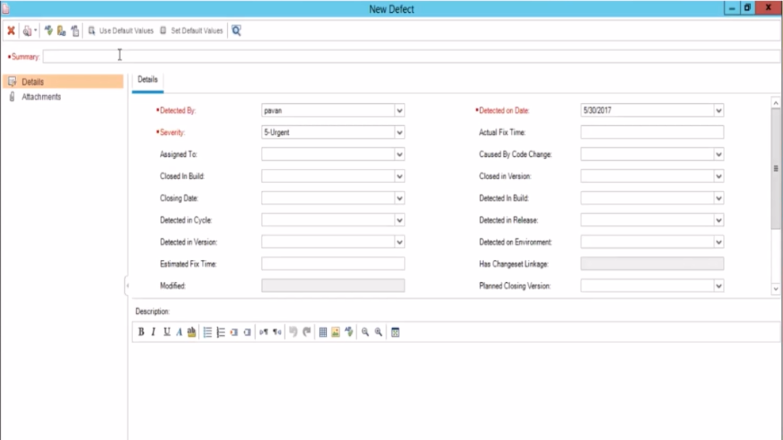 New Defect
Use Default Values Set Default Values
*Summary:
Details
Attachments
Details
*Detected By: pavan *Detected on Date: 5/30/2017
*Severity: 5-Urgent Actual Fix Time:
Assigned To: Caused By Code Change:
Closed In Build: Closed in Version:
Closing Date: Detected In Build:
Detected in Cycle: Detected in Release:
Detected in Version: Detected on Environment:
Estimated Fix Time: Has Changeset Linkage:
Modified: Planned Closing Version:
Description:
B I U A ab